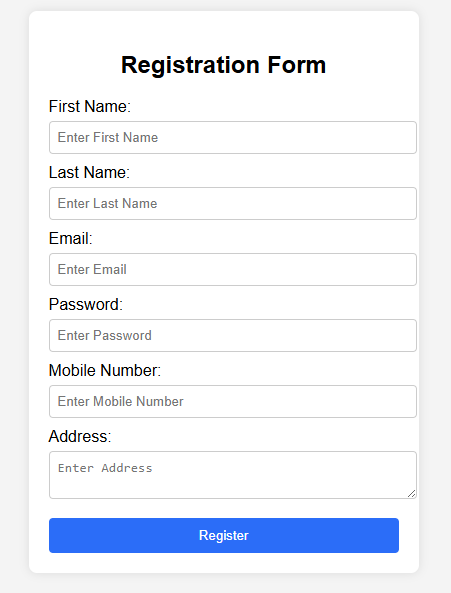 Registration Form
First Name:
Enter First Name
Last Name:
Enter Last Name
Email:
Enter Email
Password:
Enter Password
Mobile Number:
Enter Mobile Number
Address:
Enter Address
Register